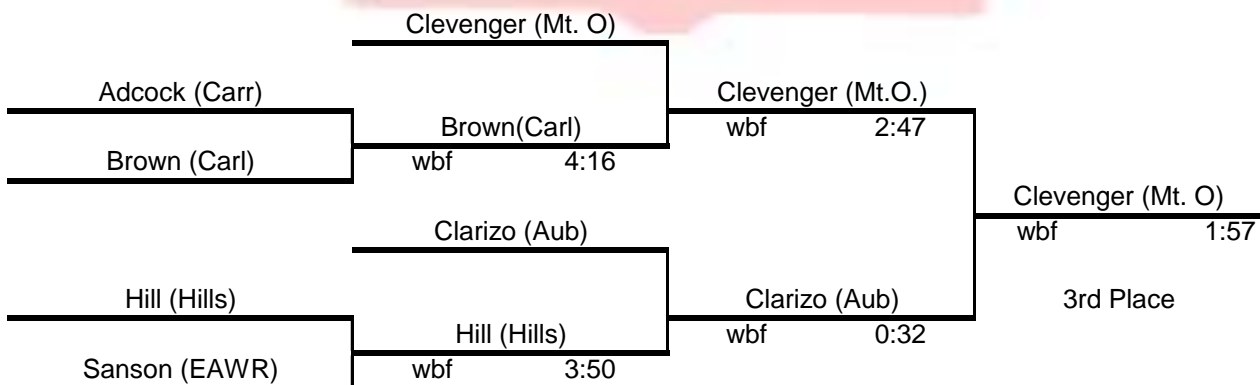 Clevenger (Mt. O)
Adcock (Carr)
Clevenger (Mt.O.)
Brown(Carl)
wbf 2:47
Brown (Carl)
wbf 4:16
Clevenger (Mt. O)
Clarizo (Aub)
wbf 1:57
Hill (Hills)
Clarizo (Aub)
3rd Place
Hill (Hills)
wbf 0:32
Sanson (EAWR)
wbf 3:50